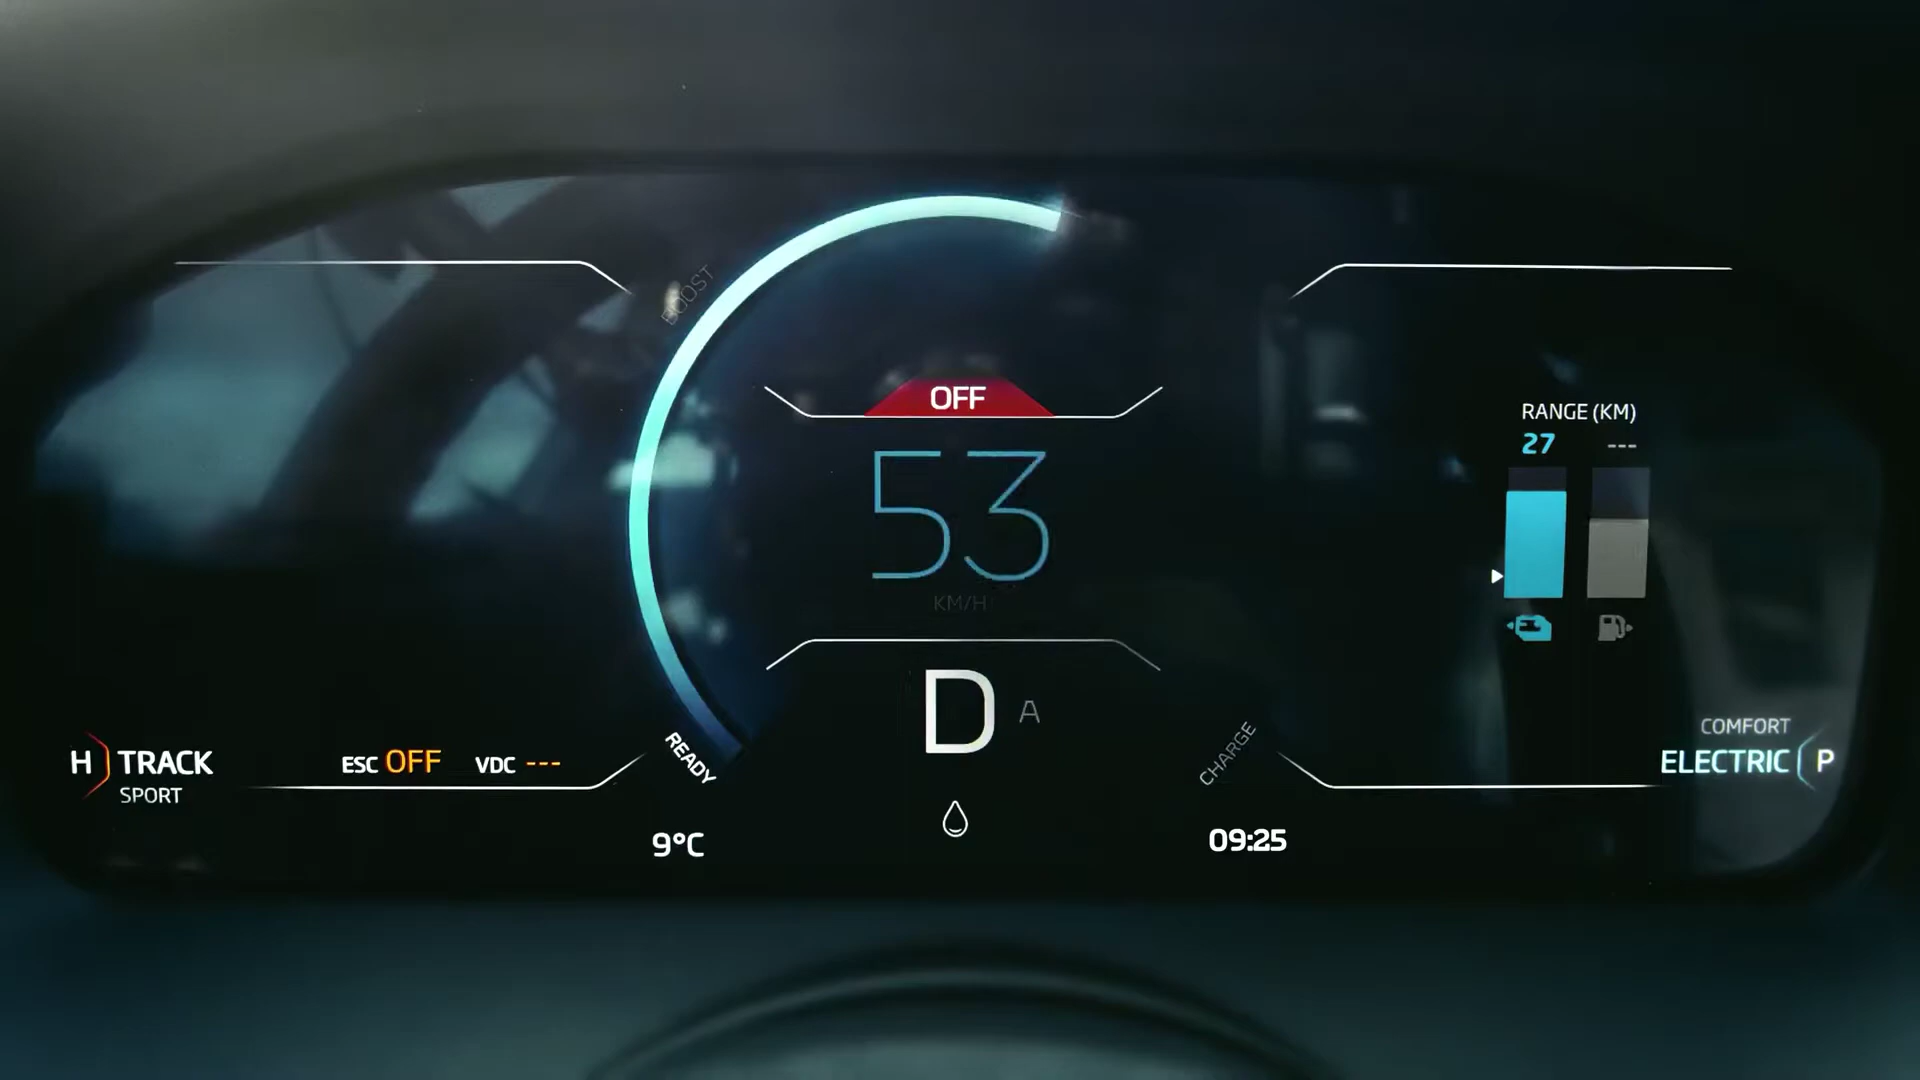 BOOST
OFF
53
KM/H
RANGE (KM)
27 ---
D A
READY
CHARGE
H TRACK
SPORT
ESC OFF VDC ---
COMFORT
ELECTRIC P
9°C
09:25